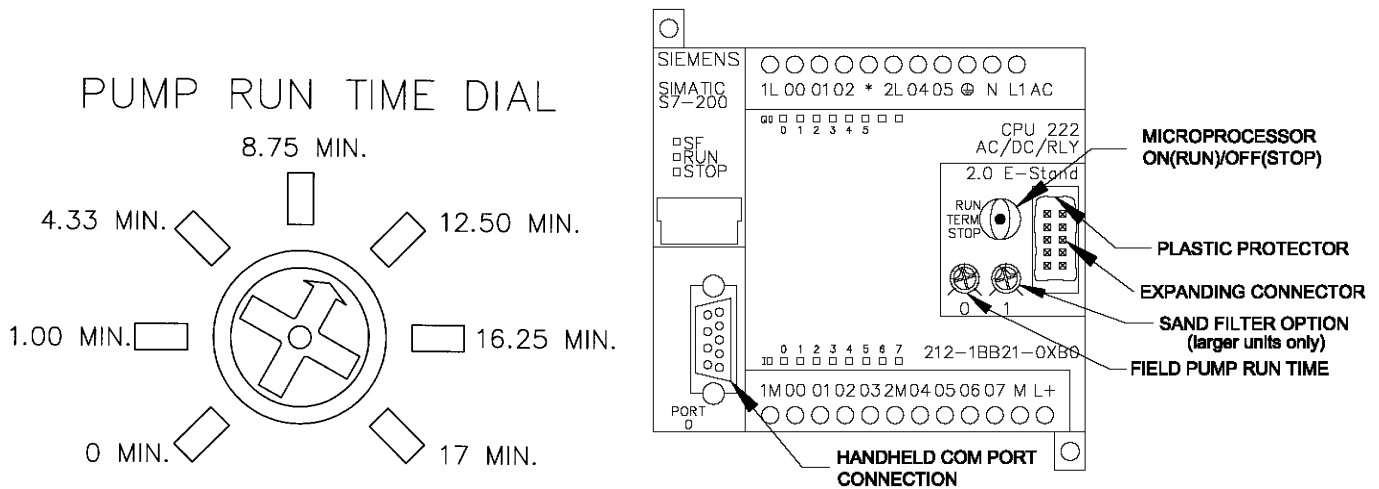 PUMP RUN TIME DIAL
8.75 MIN.
4.33 MIN.
12.50 MIN.
1.00 MIN.
16.25 MIN.
0 MIN.
17 MIN.
SIEMENS
SIMATIC
S7-200
SF
RUN
STOP
1L 00 01 02 * 2L 04 05 N L1 AC
Q0 0 1 2 3 4 5
CPU 222
AC/DC/RLY
2.0 E-Stand
RUN
TERM
STOP
0 1
MICROPROCESSOR
ON(RUN)/OFF(STOP)
PLASTIC PROTECTOR
EXPANDING CONNECTOR
SAND FILTER OPTION
(larger units only)
FIELD PUMP RUN TIME
I0 0 1 2 3 4 5 6 7
212-1BB21-0XB0
1M 00 01 02 03 2M 04 05 06 07 M L+
PORT
0
HANDHELD COM PORT
CONNECTION